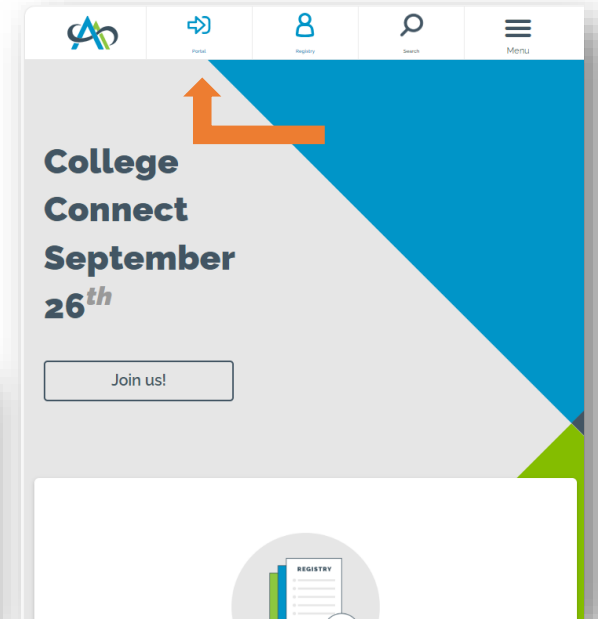 Portal
Registry
Search
Menu
College
Connect
September
26th
Join us!
REGISTRY